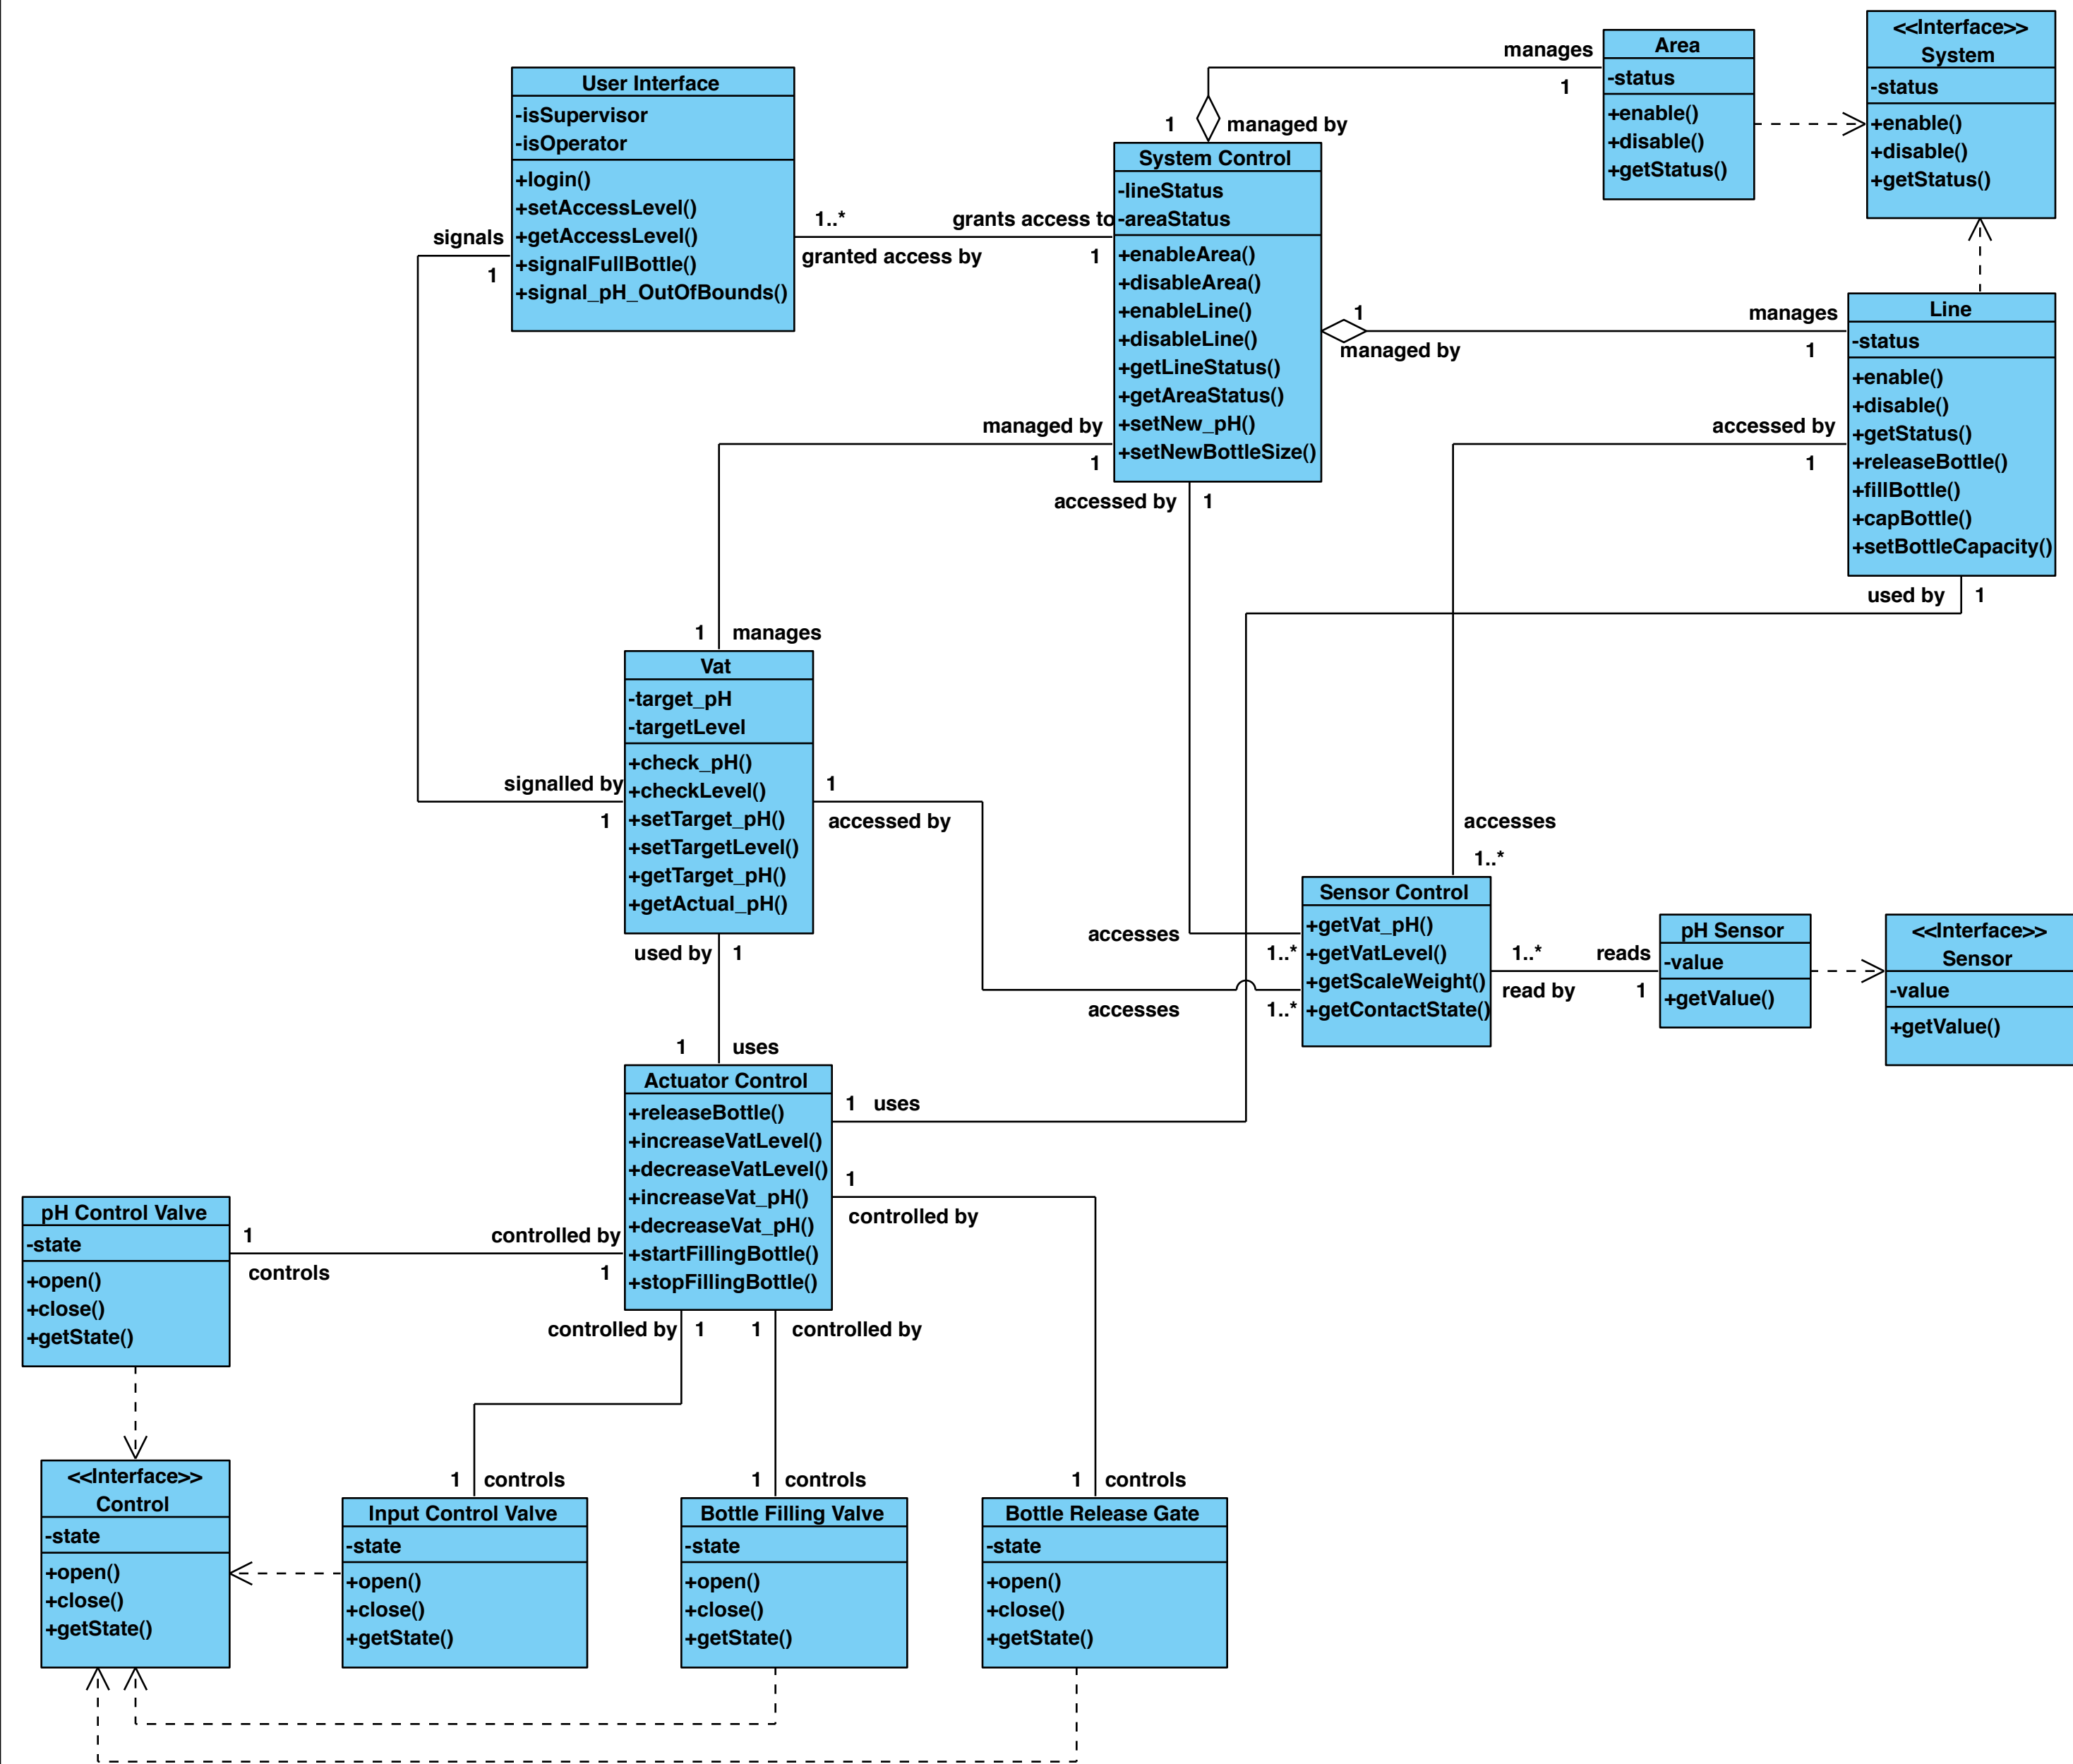 manages
1
1
managed by
Area
-status
+enable()
+disable()
+getStatus()
<<Interface>>
System
-status
+enable()
+disable()
+getStatus()
User Interface
-isSupervisor
-isOperator
+login()
+setAccessLevel()
+getAccessLevel()
+signalFullBottle()
+signal_pH_OutOfBounds()
signals
1
1..*
grants access to
granted access by
1
System Control
-lineStatus
-areaStatus
+enableArea()
+disableArea()
+enableLine()
+disableLine()
+getLineStatus()
+getAreaStatus()
+setNew_pH()
+setNewBottleSize()
1
managed by
manages
1
Line
-status
+enable()
+disable()
+getStatus()
+releaseBottle()
+fillBottle()
+capBottle()
+setBottleCapacity()
managed by
1
accessed by
1
accessed by
1
used by
1
1
manages
Vat
-target_pH
-targetLevel
+check_pH()
+checkLevel()
+setTarget_pH()
+setTargetLevel()
+getTarget_pH()
+getActual_pH()
signalled by
1
1
accessed by
accesses
1..*
accesses
1..*
accesses
1..*
Sensor Control
+getVat_pH()
+getVatLevel()
+getScaleWeight()
+getContactState()
1..*
reads
read by
1
pH Sensor
-value
+getValue()
<<Interface>>
Sensor
-value
+getValue()
used by
1
1
uses
Actuator Control
+releaseBottle()
+increaseVatLevel()
+decreaseVatLevel()
+increaseVat_pH()
+decreaseVat_pH()
+startFillingBottle()
+stopFillingBottle()
1
uses
1
controlled by
pH Control Valve
-state
+open()
+close()
+getState()
1
controls
controlled by
1
controlled by
1
1
controlled by
<<Interface>>
Control
-state
+open()
+close()
+getState()
1
controls
Input Control Valve
-state
+open()
+close()
+getState()
1
controls
Bottle Filling Valve
-state
+open()
+close()
+getState()
1
controls
Bottle Release Gate
-state
+open()
+close()
+getState()